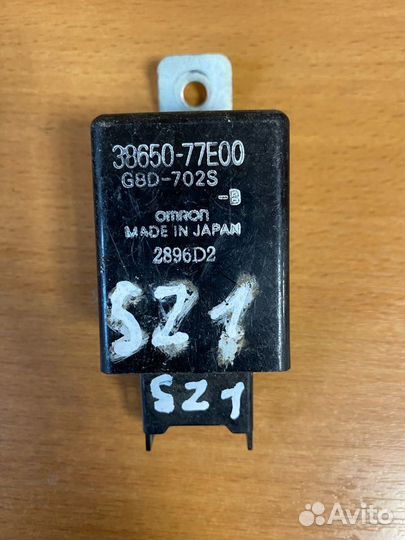 38650-77E00
G8D-702S
-B
omron
MADE IN JAPAN
2896D2
SZ1
SZ1
Avito